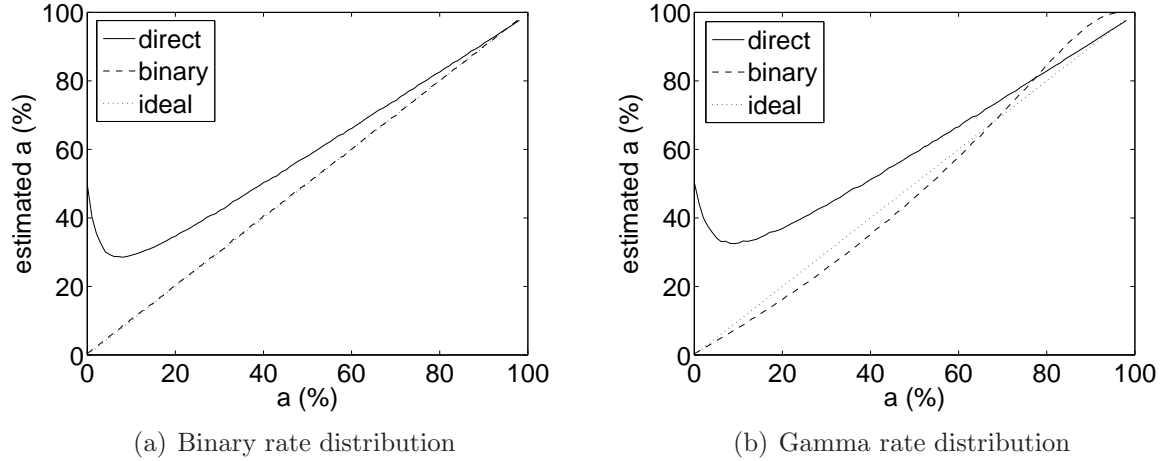 100
80
60
40
20
0
estimated a (%)
direct
binary
ideal
0 20 40 60 80 100
a (%)
(a) Binary rate distribution
100
80
60
40
20
0
estimated a (%)
direct
binary
ideal
0 20 40 60 80 100
a (%)
(b) Gamma rate distribution